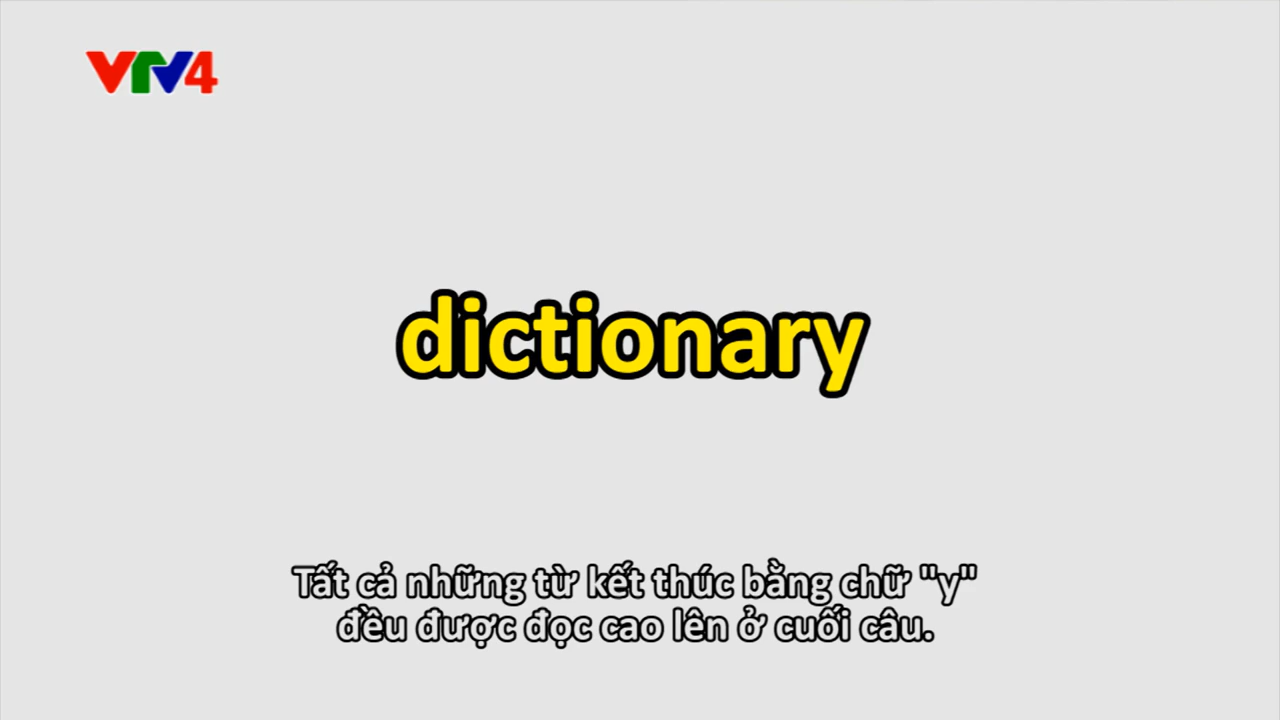 VTV4
dictionary
Tất cả những từ kết thúc bằng chữ "y"
đều được đọc cao lên ở cuối câu.